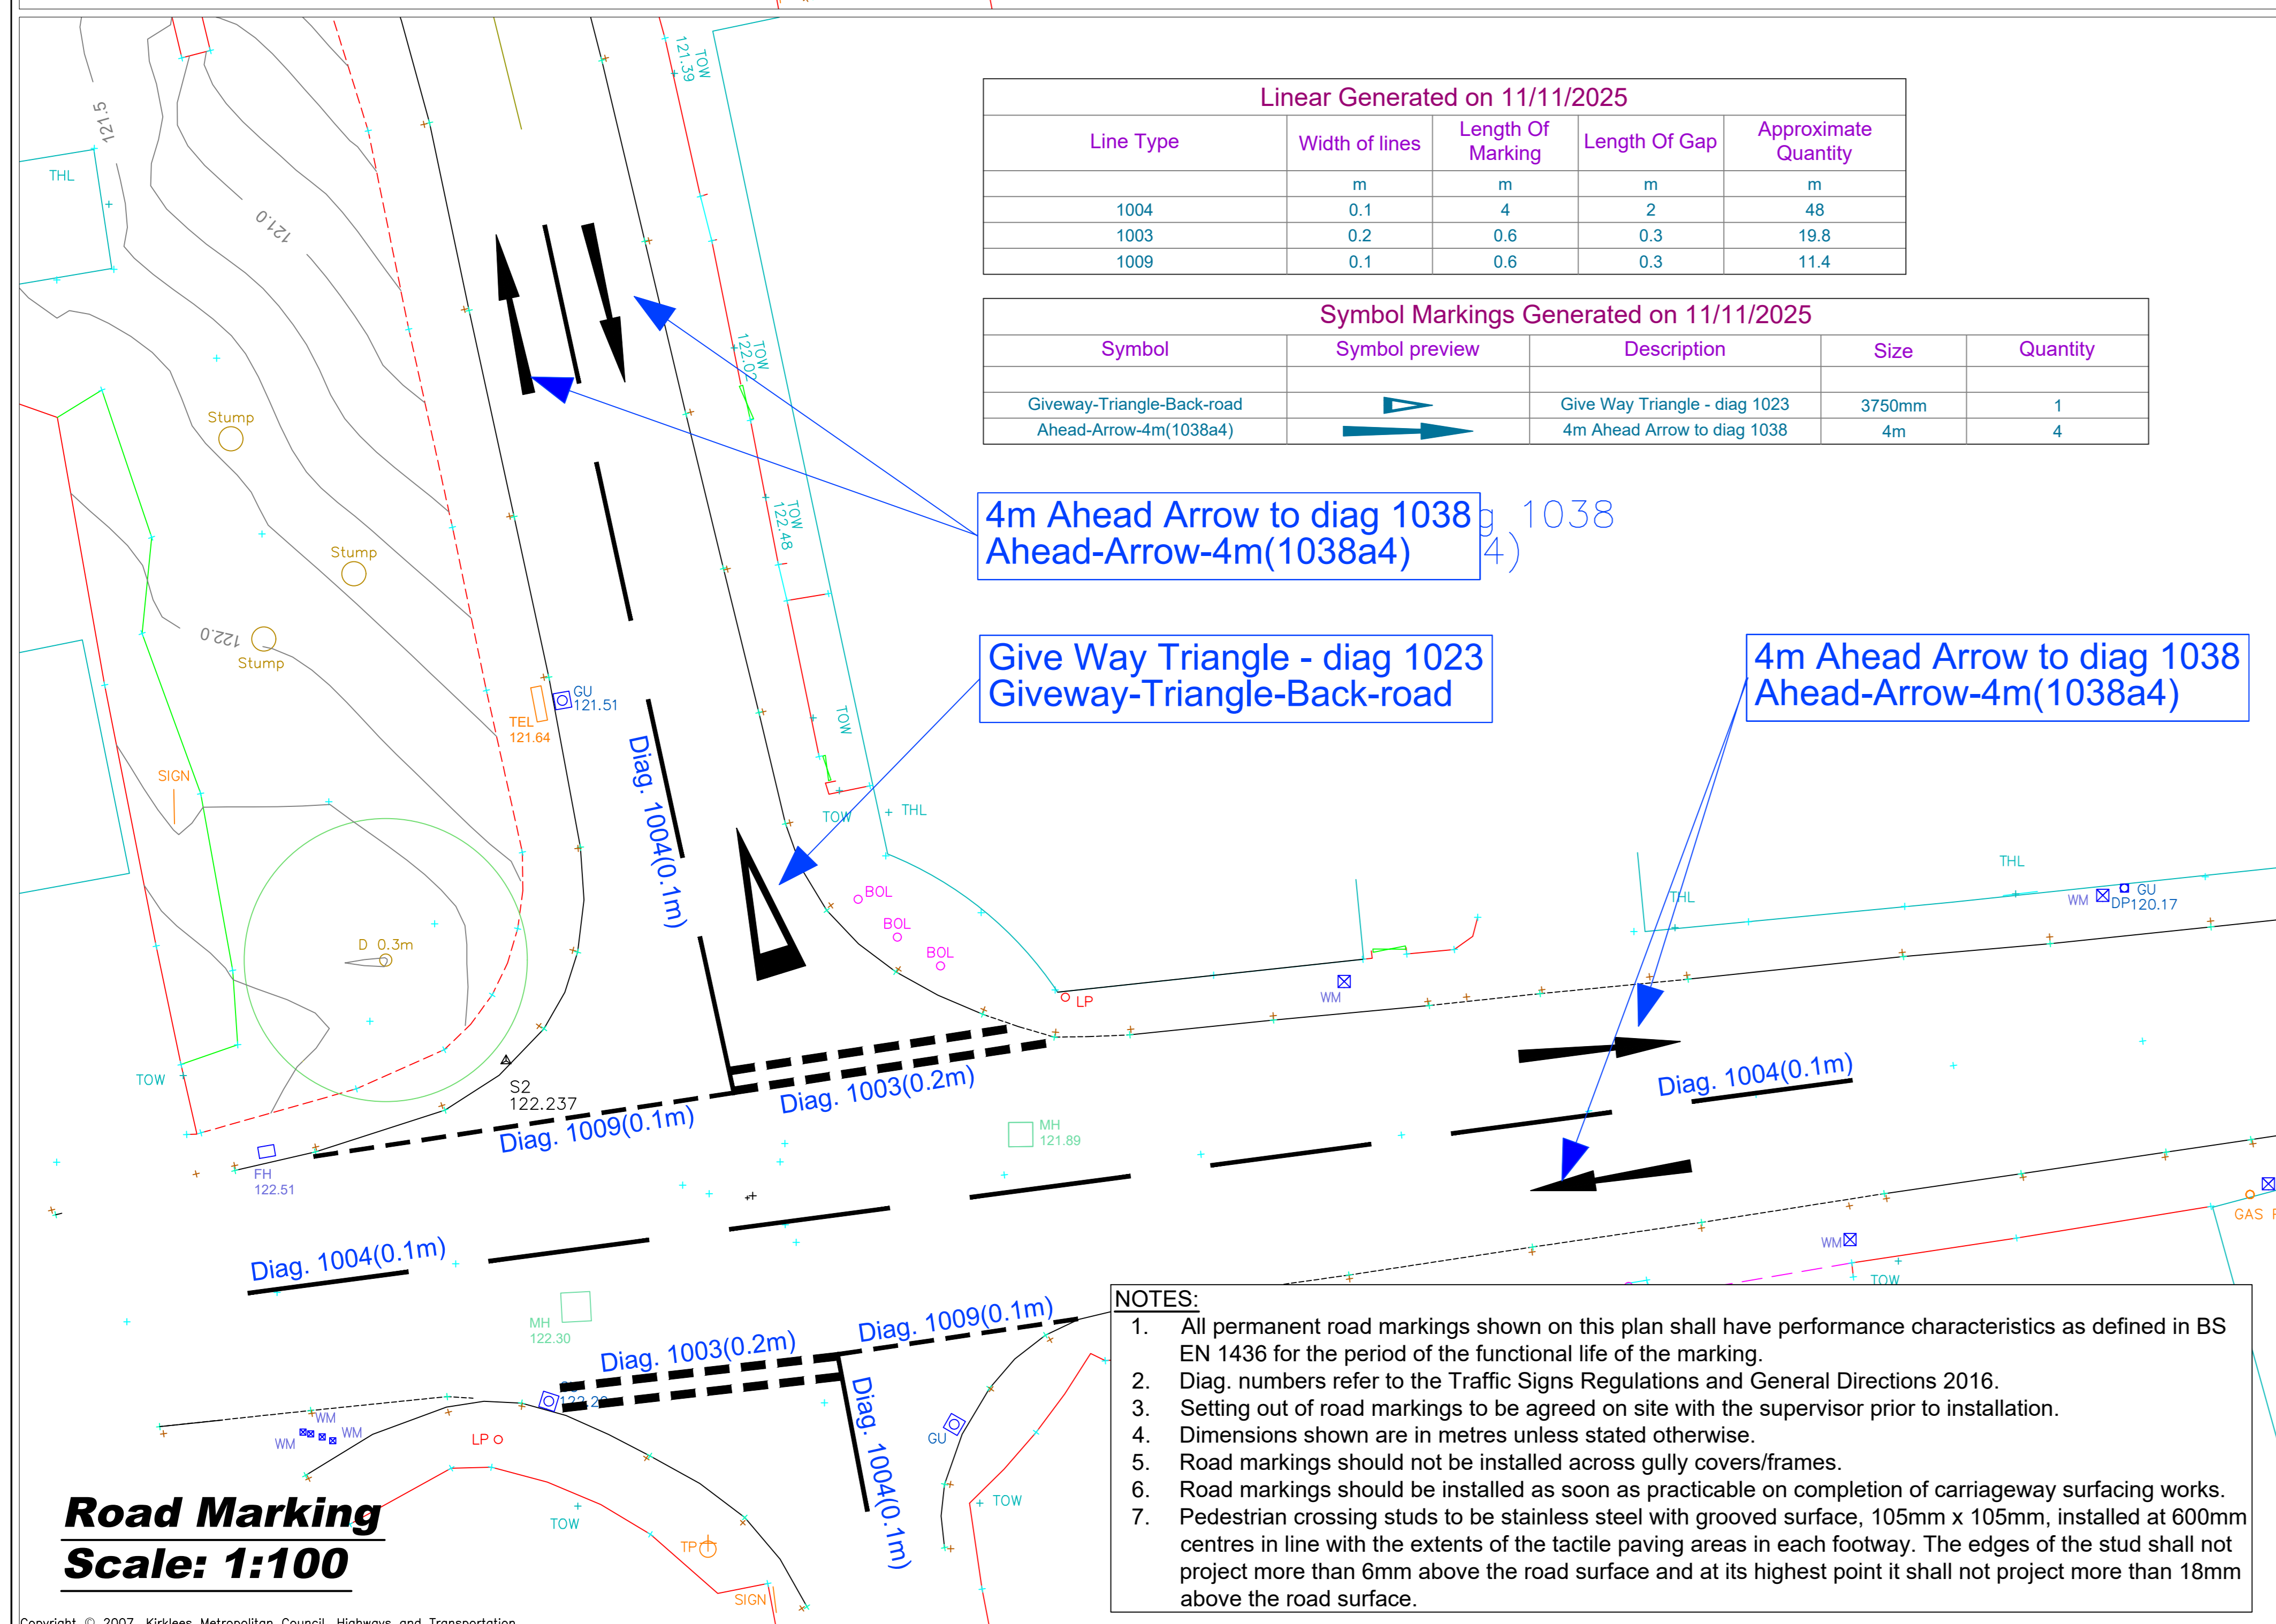 Linear Generated on 11/11/2025
Line Type Width of lines Length Of Marking Length Of Gap Approximate Quantity
m m m m
1004 0.1 4 2 48
1003 0.2 0.6 0.3 19.8
1009 0.1 0.6 0.3 11.4
Symbol Markings Generated on 11/11/2025
Symbol Symbol preview Description Size Quantity
Giveway-Triangle-Back-road Give Way Triangle - diag 1023 3750mm 1
Ahead-Arrow-4m(1038a4) 4m Ahead Arrow to diag 1038 4m 4
TOW
121.39
121.5
THL
121.0
TOW
122.02
Stump
4m Ahead Arrow to diag 1038
Ahead-Arrow-4m(1038a4)
g 1038
4)
TOW
122.48
Stump
122.0
Stump
Give Way Triangle - diag 1023
Giveway-Triangle-Back-road
4m Ahead Arrow to diag 1038
Ahead-Arrow-4m(1038a4)
GU
121.51
TEL
121.64
TOW
SIGN
Diag. 1004(0.1m)
TOW
THL
BOL
BOL
BOL
D 0.3m
THL
THL
WM
GU
DP120.17
LP
WM
TOW
S2
122.237
Diag. 1003(0.2m)
Diag. 1004(0.1m)
Diag. 1009(0.1m)
MH
121.89
FH
122.51
GAS
WM
TOW
Diag. 1004(0.1m)
MH
122.30
Diag. 1009(0.1m)
Diag. 1003(0.2m)
Diag. 1004(0.1m)
WM
WM
WM
LP
GU
TOW
TOW
TP
SIGN
NOTES:
1. All permanent road markings shown on this plan shall have performance characteristics as defined in BS
EN 1436 for the period of the functional life of the marking.
2. Diag. numbers refer to the Traffic Signs Regulations and General Directions 2016.
3. Setting out of road markings to be agreed on site with the supervisor prior to installation.
4. Dimensions shown are in metres unless stated otherwise.
5. Road markings should not be installed across gully covers/frames.
6. Road markings should be installed as soon as practicable on completion of carriageway surfacing works.
7. Pedestrian crossing studs to be stainless steel with grooved surface, 105mm x 105mm, installed at 600mm
centres in line with the extents of the tactile paving areas in each footway. The edges of the stud shall not
project more than 6mm above the road surface and at its highest point it shall not project more than 18mm
above the road surface.
Road Marking
Scale: 1:100
Copyright © 2007, Kirklees Metropolitan Council, Highways and Transportation